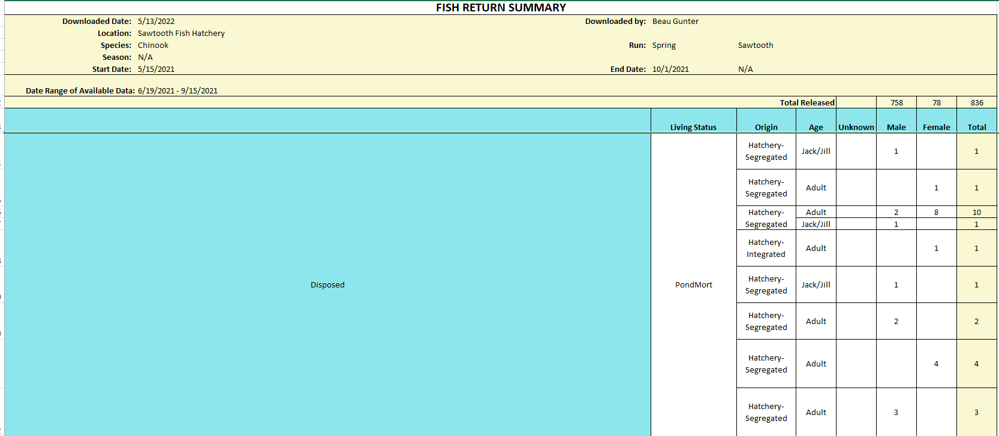 FISH RETURN SUMMARY
Downloaded Date: 5/13/2022 Downloaded by: Beau Gunter
Location: Sawtooth Fish Hatchery
Species: Chinook Run: Spring Sawtooth
Season: N/A
Start Date: 5/15/2021 End Date: 10/1/2021 N/A
Date Range of Available Data: 6/19/2021 - 9/15/2021
Total Released 758 78 836
Living Status Origin Age Unknown Male Female Total
Disposed
PondMort
Hatchery-
Segregated Jack/Jill 1 1
Hatchery-
Segregated Adult 1 1
Hatchery- Adult 2 8 10
Segregated Jack/Jill 1 1
Hatchery-
Integrated Adult 1 1
Hatchery-
Segregated Jack/Jill 1 1
Hatchery-
Segregated Adult 2 2
Hatchery-
Segregated Adult 4 4
Hatchery-
Segregated Adult 3 3